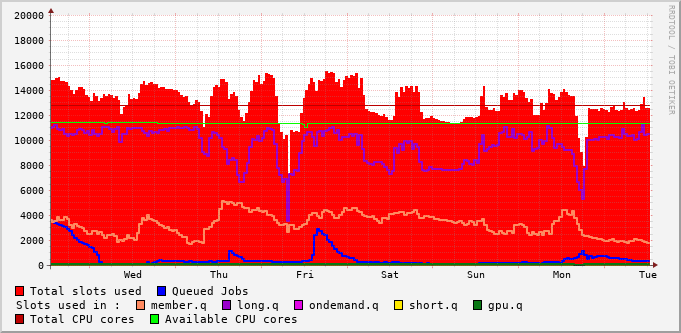 RRDTOOL / TOBI OETIKER
20000
18000
16000
14000
12000
10000
8000
6000
4000
2000
0
Wed Thu Fri Sat Sun Mon Tue
Total slots used Queued Jobs
Slots used in : member.q long.q ondemand.q short.q gpu.q
Total CPU cores Available CPU cores